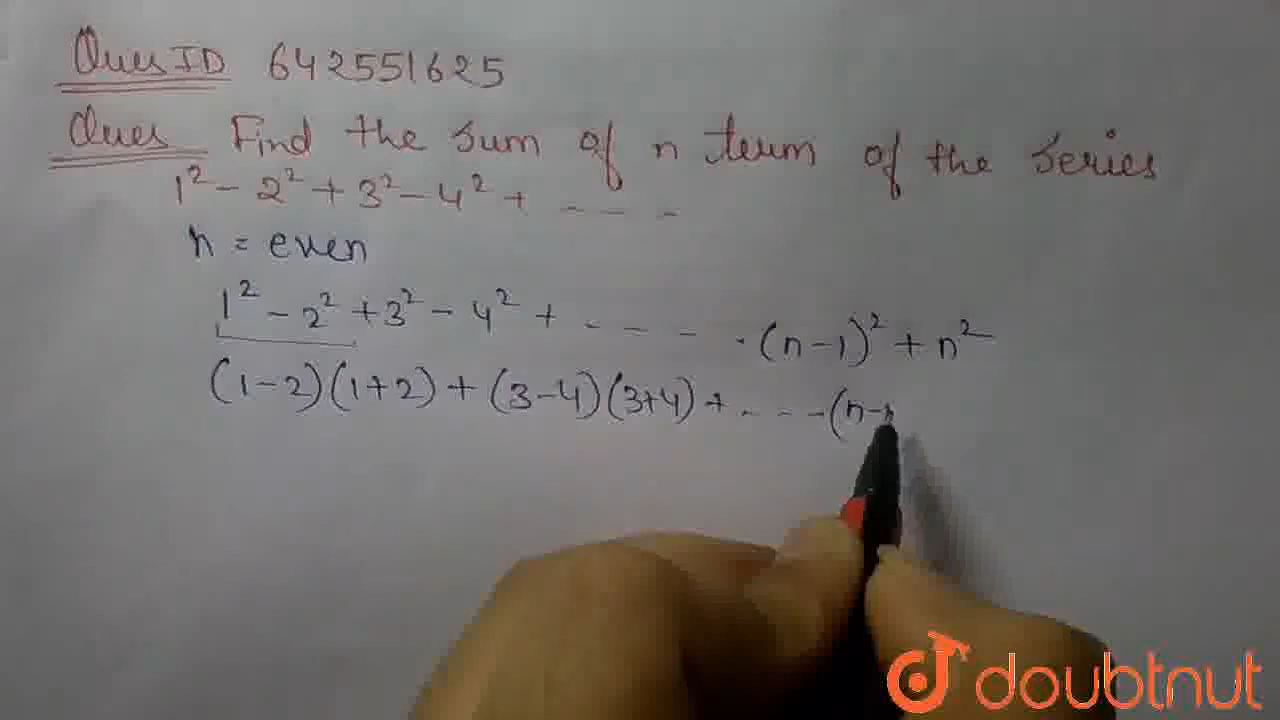 Ques ID 642551625
Ques Find the sum of n term of the series
1² - 2² + 3² - 4² + - - - -
n = even
1² - 2² + 3² - 4² + - - - - · (n-1)² + n²
(1-2)(1+2) + (3-4)(3+4) + - - - - (n-
doubtnut